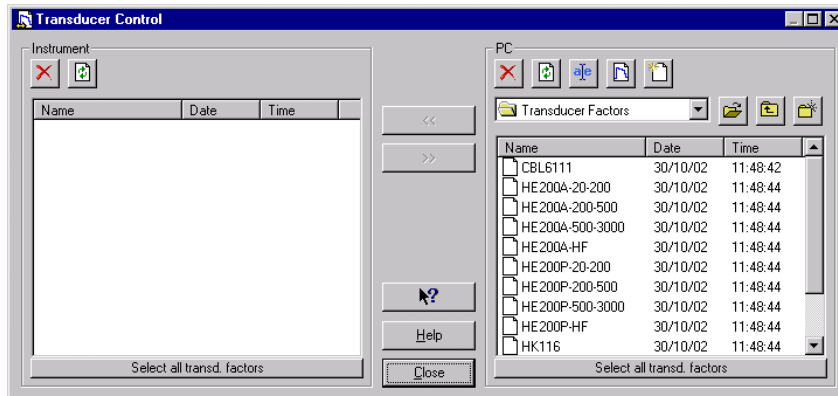 Transducer Control
Instrument
Name Date Time
Select all transd. factors
<<
>>
?
Help
Close
PC
a|e
Transducer Factors
Name Date Time
CBL6111 30/10/02 11:48:42
HE200A-20-200 30/10/02 11:48:44
HE200A-200-500 30/10/02 11:48:44
HE200A-500-3000 30/10/02 11:48:44
HE200A-HF 30/10/02 11:48:44
HE200P-20-200 30/10/02 11:48:44
HE200P-200-500 30/10/02 11:48:44
HE200P-500-3000 30/10/02 11:48:44
HE200P-HF 30/10/02 11:48:44
HK116 30/10/02 11:48:44
Select all transd. factors